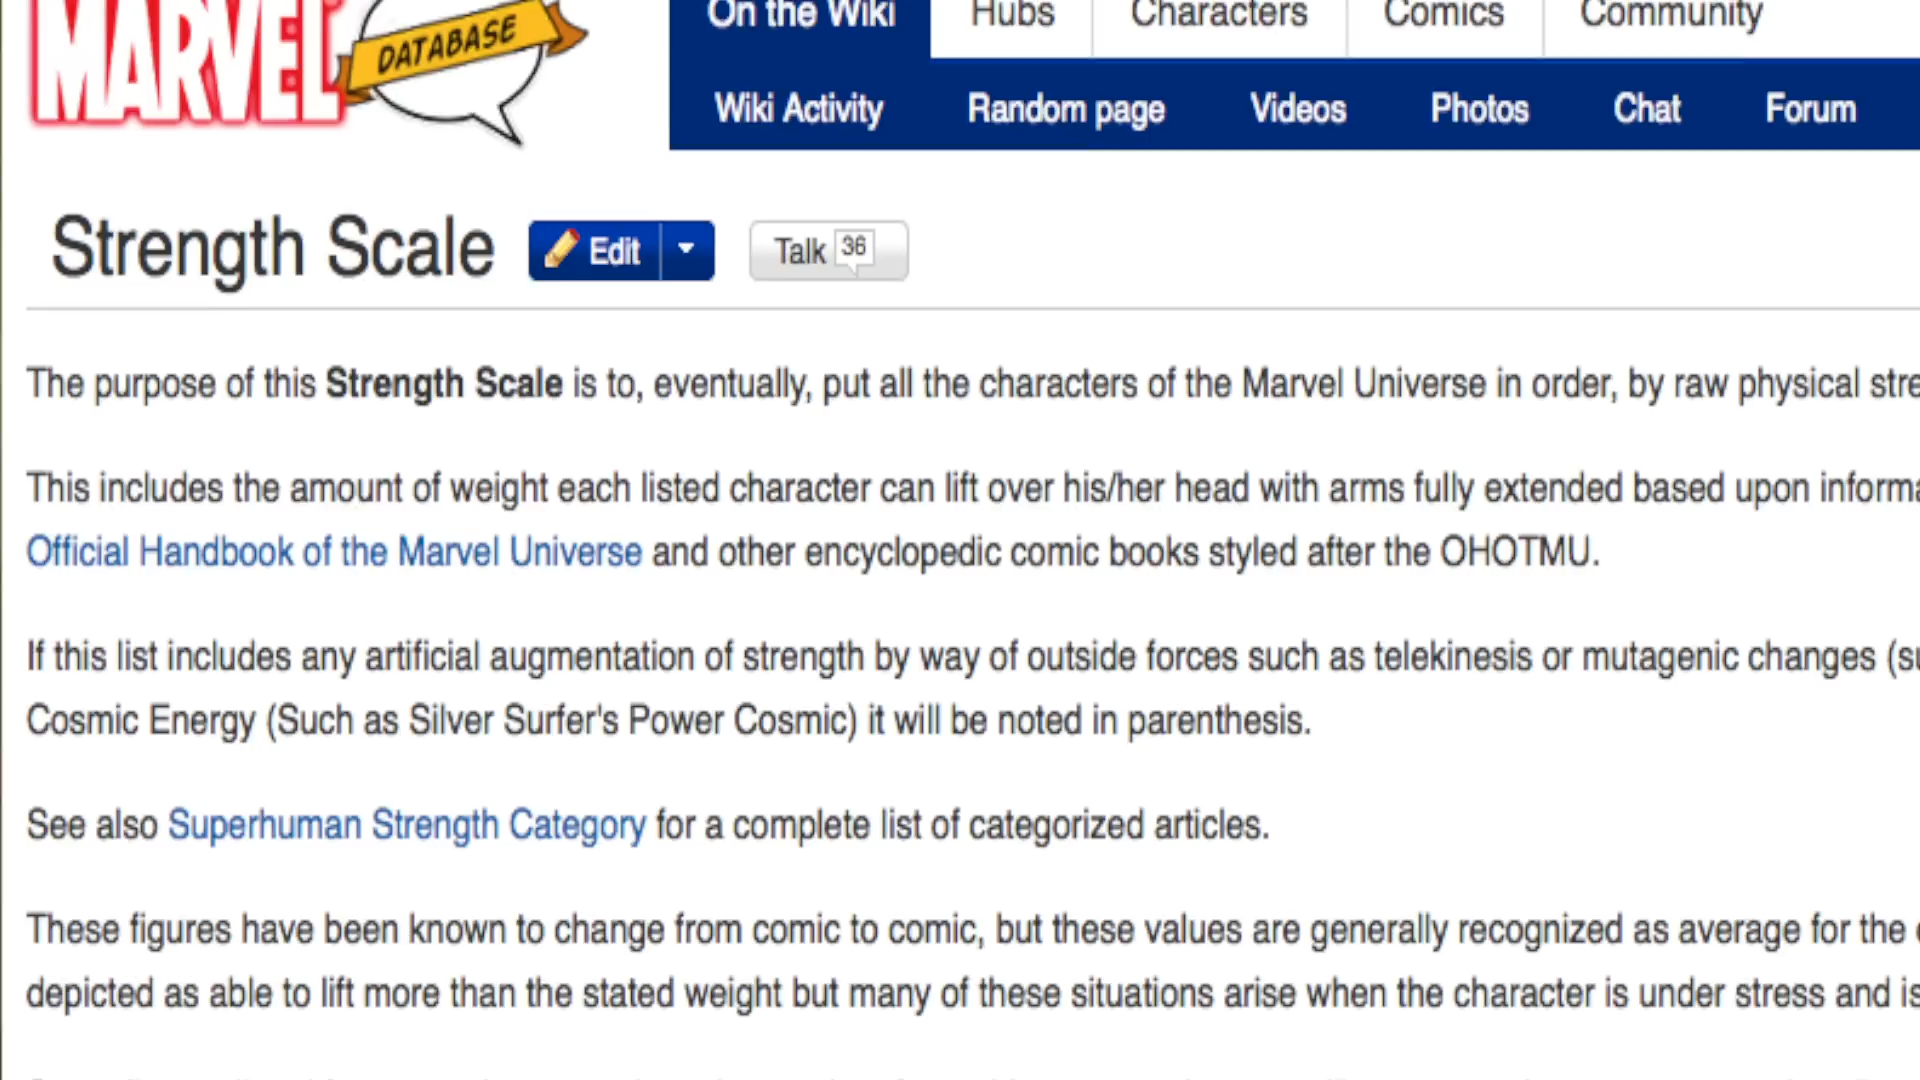 MARVEL
DATABASE
On the Wiki Hubs Characters Comics Community
Wiki Activity Random page Videos Photos Chat Forum
Strength Scale Edit Talk 36
The purpose of this Strength Scale is to, eventually, put all the characters of the Marvel Universe in order, by raw physical stre
This includes the amount of weight each listed character can lift over his/her head with arms fully extended based upon informa
Official Handbook of the Marvel Universe and other encyclopedic comic books styled after the OHOTMU.
If this list includes any artificial augmentation of strength by way of outside forces such as telekinesis or mutagenic changes (su
Cosmic Energy (Such as Silver Surfer's Power Cosmic) it will be noted in parenthesis.
See also Superhuman Strength Category for a complete list of categorized articles.
These figures have been known to change from comic to comic, but these values are generally recognized as average for the
depicted as able to lift more than the stated weight but many of these situations arise when the character is under stress and is